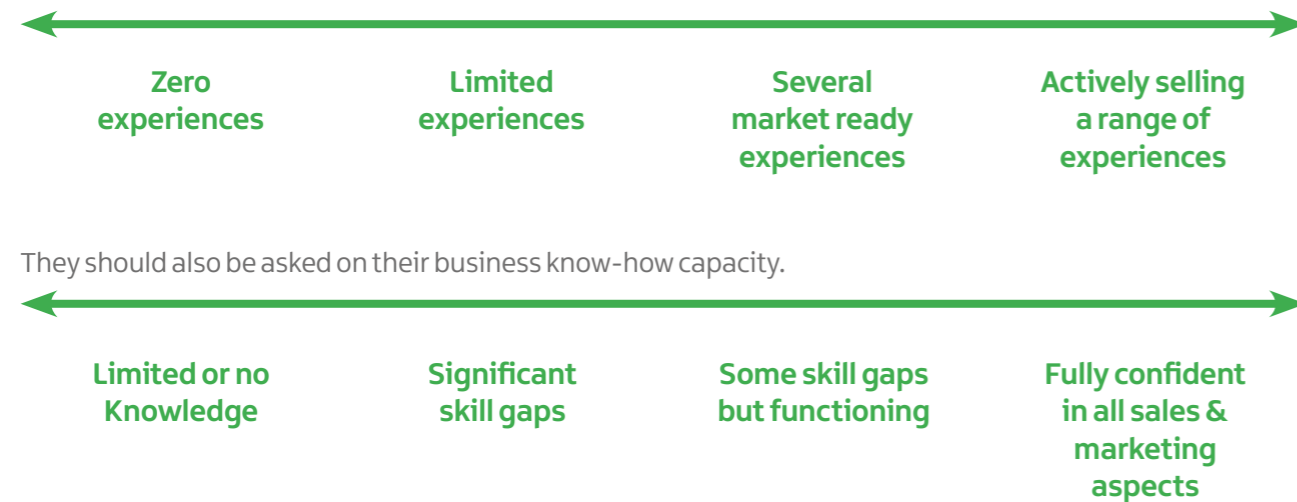 Zero
experiences
Limited
experiences
Several
market ready
experiences
Actively selling
a range of
experiences
They should also be asked on their business know-how capacity.
Limited or no
Knowledge
Significant
skill gaps
Some skill gaps
but functioning
Fully confident
in all sales &
marketing
aspects